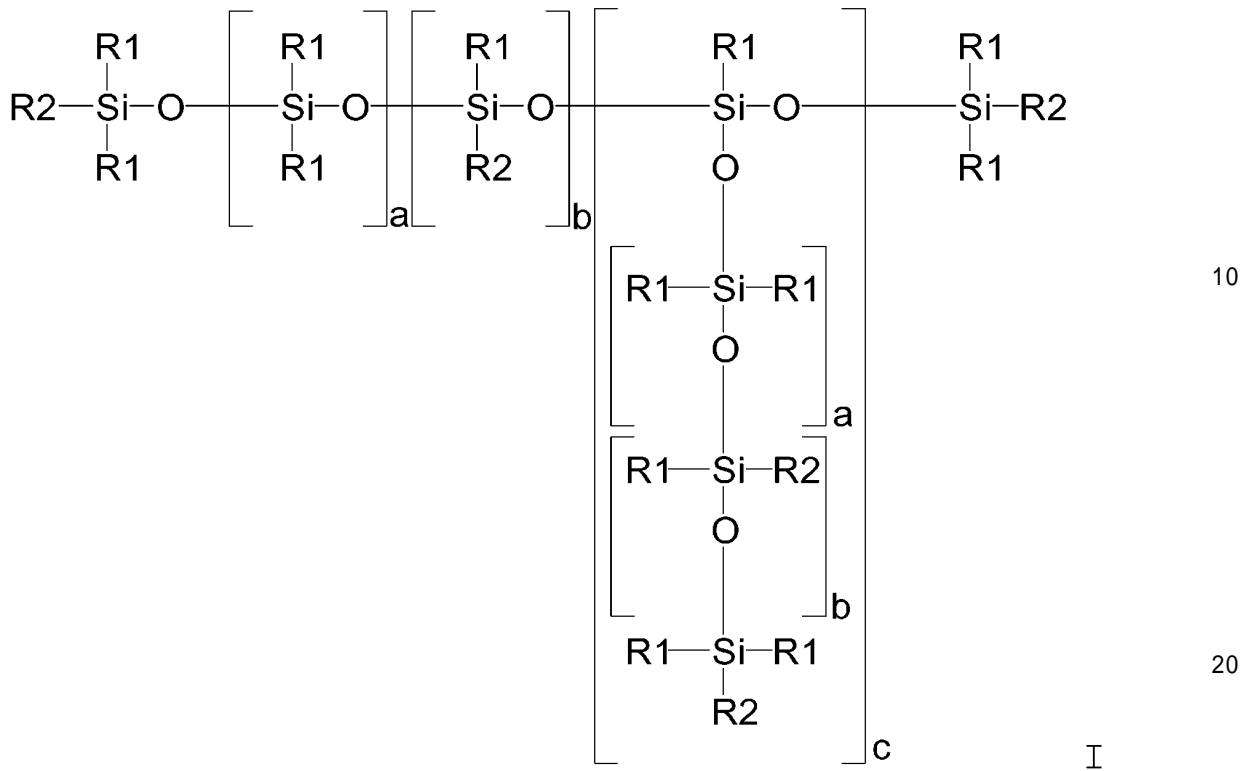 R1 R1 R1 R1 R1
R2 Si O Si O Si O Si O Si R2
R1 R1 R2 O R1
a b
R1 Si R1
10
O
a
R1 Si R2
O
b
R1 Si R1
20
R2
c
I